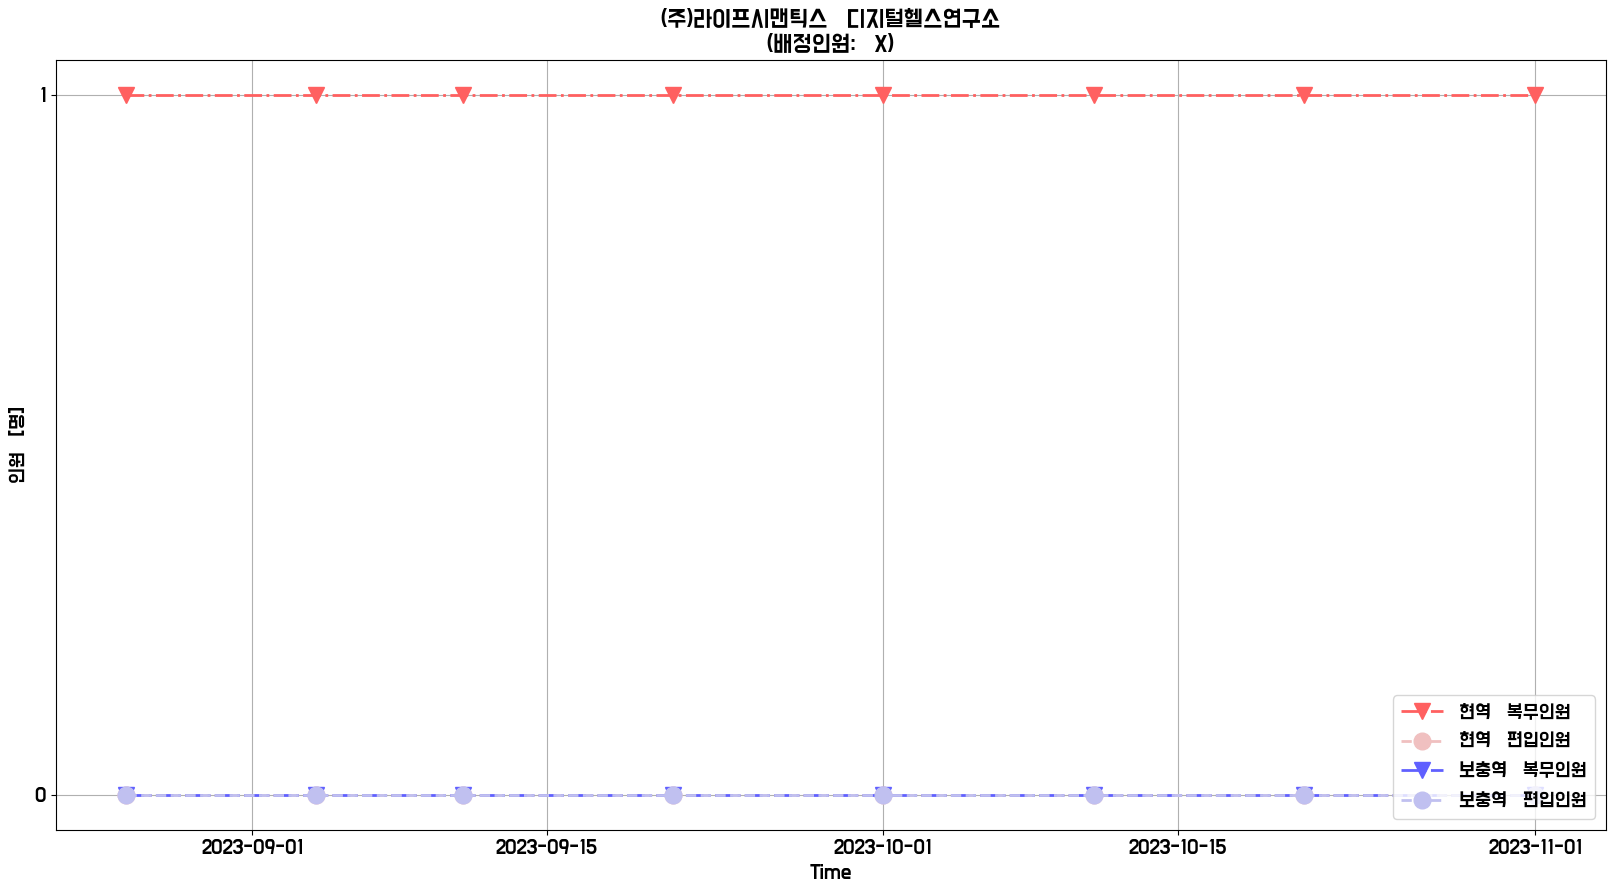 (주)라이프시맨틱스 디지털헬스연구소
(배정인원: X)
인원 [명]
1
0
현역 복무인원
현역 편입인원
보충역 복무인원
보충역 편입인원
2023-09-01 2023-09-15 2023-10-01 2023-10-15 2023-11-01
Time